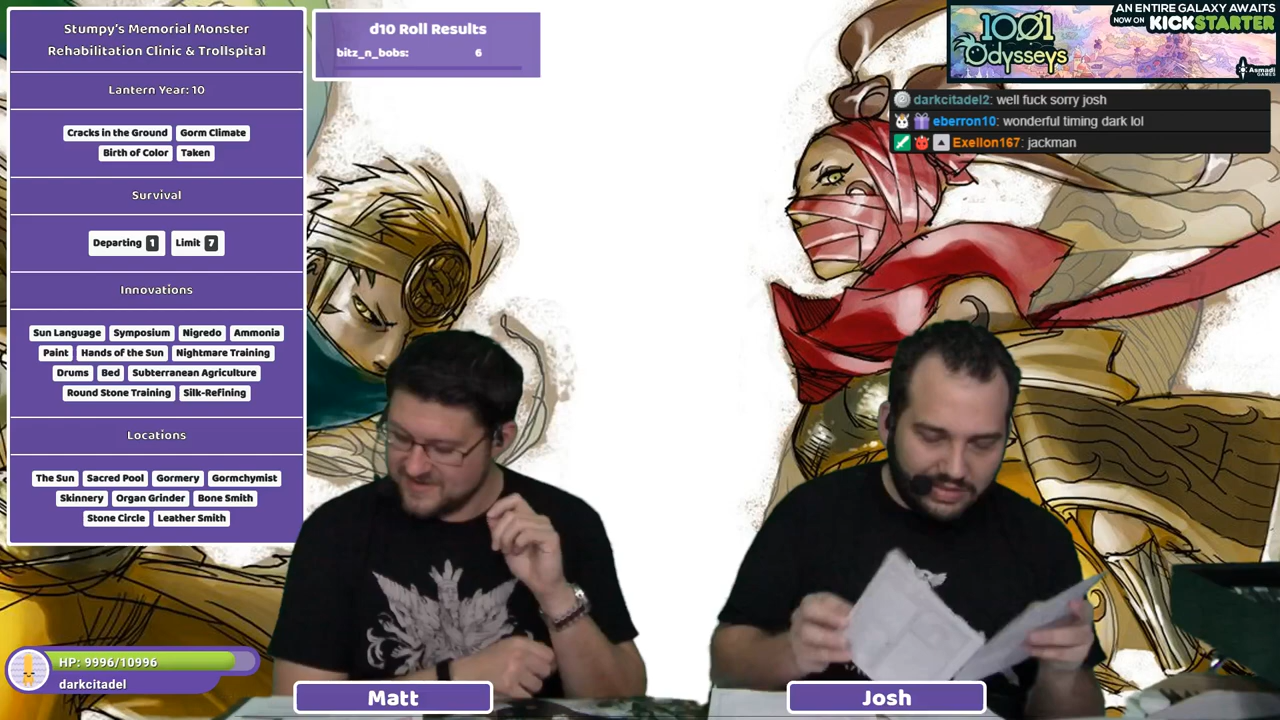 Stumpy's Memorial Monster
Rehabilitation Clinic & Trollspital
Lantern Year: 10
Cracks in the Ground Gorm Climate
Birth of Color Taken
Survival
Departing 1 Limit 7
Innovations
Sun Language Symposium Nigredo Ammonia
Paint Hands of the Sun Nightmare Training
Drums Bed Subterranean Agriculture
Round Stone Training Silk-Refining
Locations
The Sun Sacred Pool Gormery Gormchymist
Skinnery Organ Grinder Bone Smith
Stone Circle Leather Smith
HP: 9996/10996
darkcitadel
d10 Roll Results
bitz_n_bobs: 6
1001
Odysseys
AN ENTIRE GALAXY AWAITS
NOW ON KICKSTARTER
Asmadi
GAMES
darkcitadel2: well fuck sorry josh
eberron10: wonderful timing dark lol
Exellon167: jackman
Matt
Josh